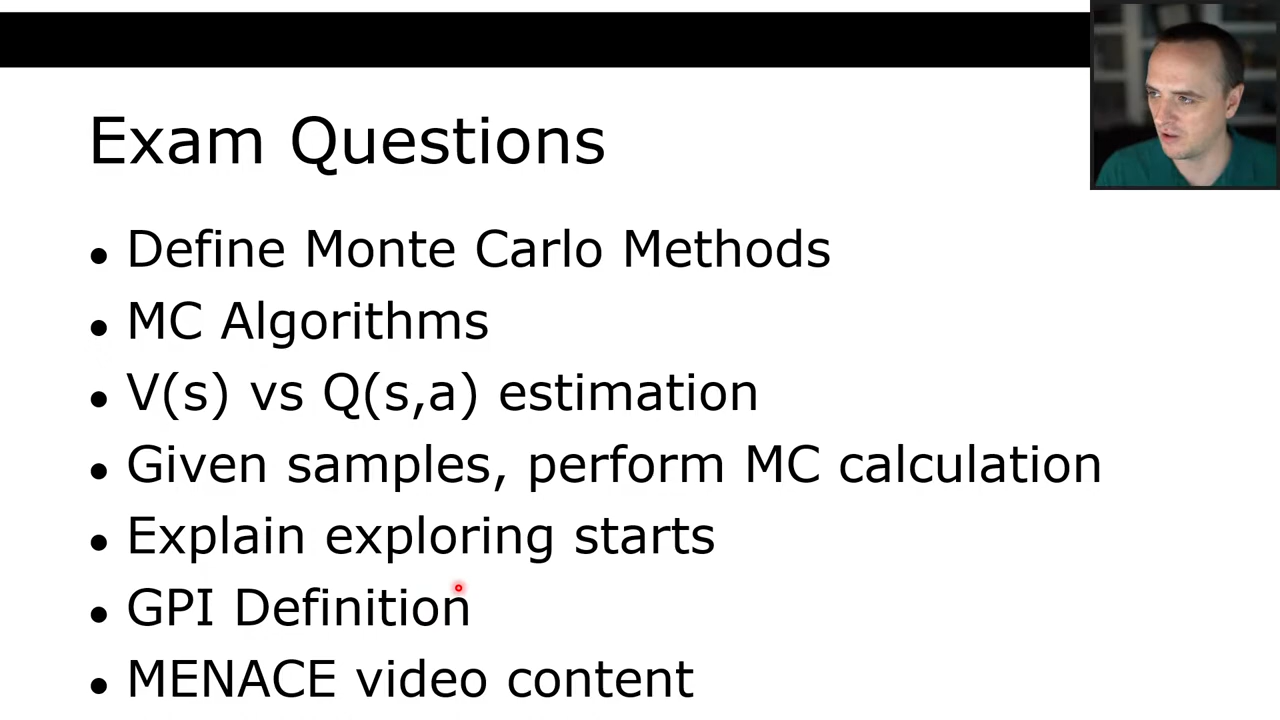 Exam Questions
• Define Monte Carlo Methods
• MC Algorithms
• V(s) vs Q(s,a) estimation
• Given samples, perform MC calculation
• Explain exploring starts
• GPI Definition
• MENACE video content